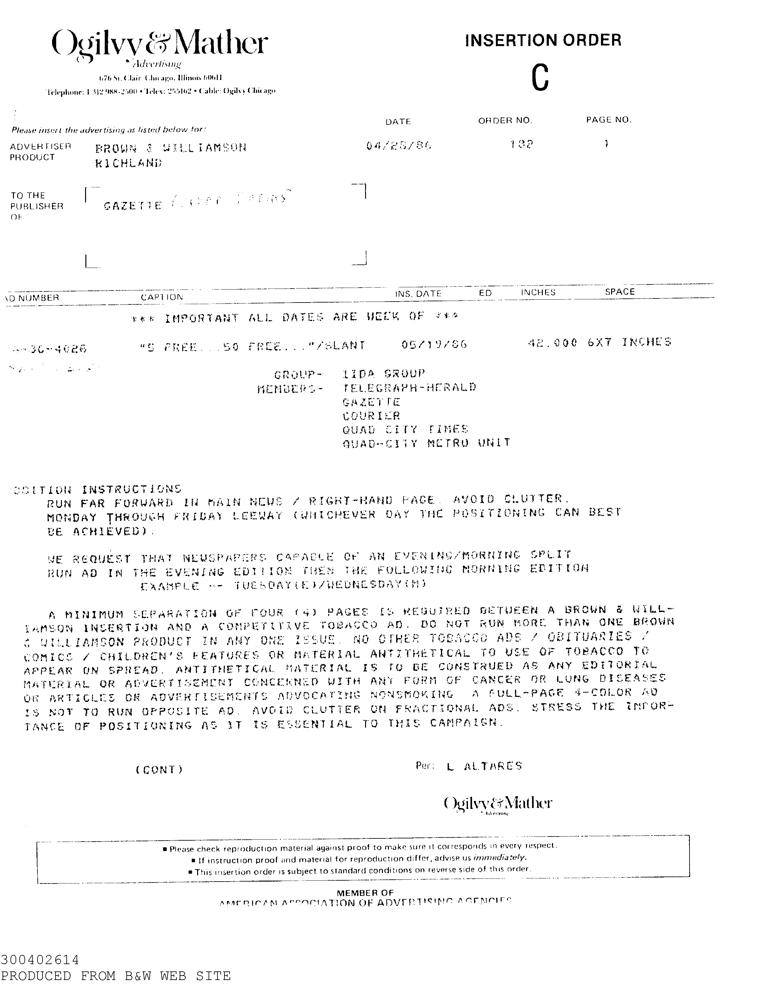 Ogilvy & Mather
Advertising
676 St. Clair Chicago, Illinois 60611
Telephone: 1 312 988-2500 • Telex: 255162 • Cable: Ogilvy Chicago
INSERTION ORDER
C
Please insert the advertising as listed below for:
DATE ORDER NO. PAGE NO.
ADVERTISER BROWN & WILLIAMSON 04/25/86 132 1
PRODUCT RICHLAND
TO THE
PUBLISHER GAZETTE
OF
AD NUMBER CAPTION INS. DATE ED INCHES SPACE
*** IMPORTANT ALL DATES ARE WEEK OF ***
-30-4026 "5 FREE...50 FREE..."/SLANT 05/19/86 42.000 6X7 INCHES
GROUP- LIDA GROUP
MEMBERS- TELEGRAPH-HERALD
GAZETTE
COURIER
QUAD CITY TIMES
QUAD-CITY METRO UNIT
OSITION INSTRUCTIONS
RUN FAR FORWARD IN MAIN NEWS / RIGHT-HAND PAGE. AVOID CLUTTER.
MONDAY THROUGH FRIDAY LEEWAY (WHICHEVER DAY THE POSITIONING CAN BEST
BE ACHIEVED).
WE REQUEST THAT NEWSPAPERS CAPABLE OF AN EVENING/MORNING SPLIT
RUN AD IN THE EVENING EDITION THEN THE FOLLOWING MORNING EDITION
EXAMPLE -- TUESDAY(E)/WEDNESDAY(M)
A MINIMUM SEPARATION OF FOUR (4) PAGES IS REQUIRED BETWEEN A BROWN & WILL-
IAMSON INSERTION AND A COMPETITIVE TOBACCO AD. DO NOT RUN MORE THAN ONE BROWN
& WILLIAMSON PRODUCT IN ANY ONE ISSUE. NO OTHER TOBACCO ADS / OBITUARIES /
COMICS / CHILDREN'S FEATURES OR MATERIAL ANTITHETICAL TO USE OF TOBACCO TO
APPEAR ON SPREAD. ANTITHETICAL MATERIAL IS TO BE CONSTRUED AS ANY EDITORIAL
MATERIAL OR ADVERTISEMENT CONCERNED WITH ANY FORM OF CANCER OR LUNG DISEASES
OR ARTICLES OR ADVERTISEMENTS ADVOCATING NONSMOKING. A FULL-PAGE 4-COLOR AD
IS NOT TO RUN OPPOSITE AD. AVOID CLUTTER ON FRACTIONAL ADS. STRESS THE IMPOR-
TANCE OF POSITIONING AS IT IS ESSENTIAL TO THIS CAMPAIGN.
(CONT) Per: L ALTARES
Ogilvy & Mather
Advertising
■ Please check reproduction material against proof to make sure it corresponds in every respect.
■ If instruction proof and material for reproduction differ, advise us immediately.
■ This insertion order is subject to standard conditions on reverse side of this order.
MEMBER OF
AMERICAN ASSOCIATION OF ADVERTISING AGENCIES
300402614
PRODUCED FROM B&W WEB SITE